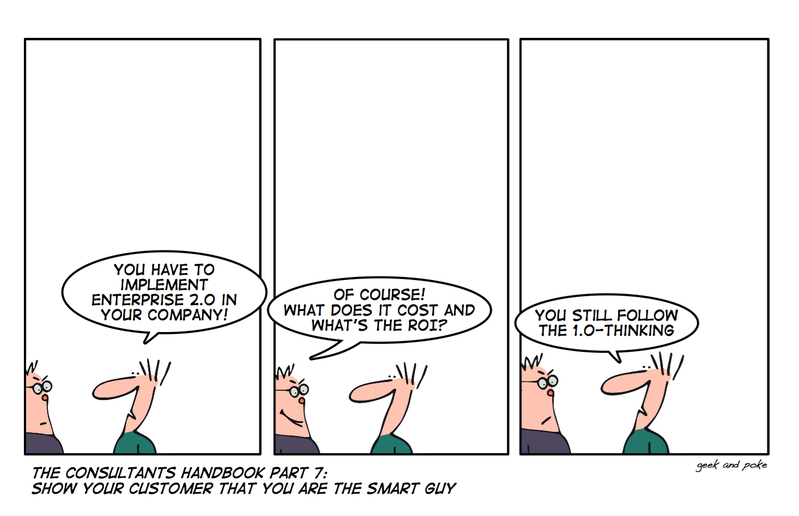 YOU HAVE TO
IMPLEMENT
ENTERPRISE 2.0 IN
YOUR COMPANY!
OF COURSE!
WHAT DOES IT COST AND
WHAT'S THE ROI?
YOU STILL FOLLOW
THE 1.0-THINKING
THE CONSULTANTS HANDBOOK PART 7:
SHOW YOUR CUSTOMER THAT YOU ARE THE SMART GUY
geek and poke